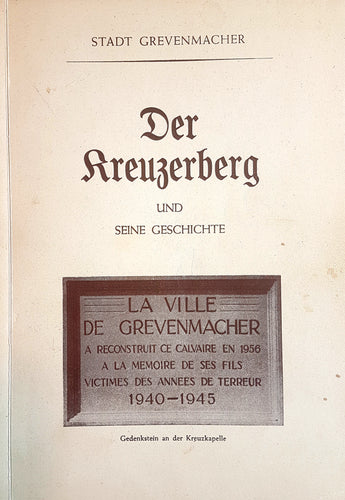 STADT GREVENMACHER
Der
Kreuzerberg
UND
SEINE GESCHICHTE
LA VILLE
DE GREVENMACHER
A RECONSTRUIT CE CALVAIRE EN 1956
A LA MEMOIRE DE SES FILS
VICTIMES DES ANNEES DE TERREUR
1940-1945
Gedenkstein an der Kreuzkapelle